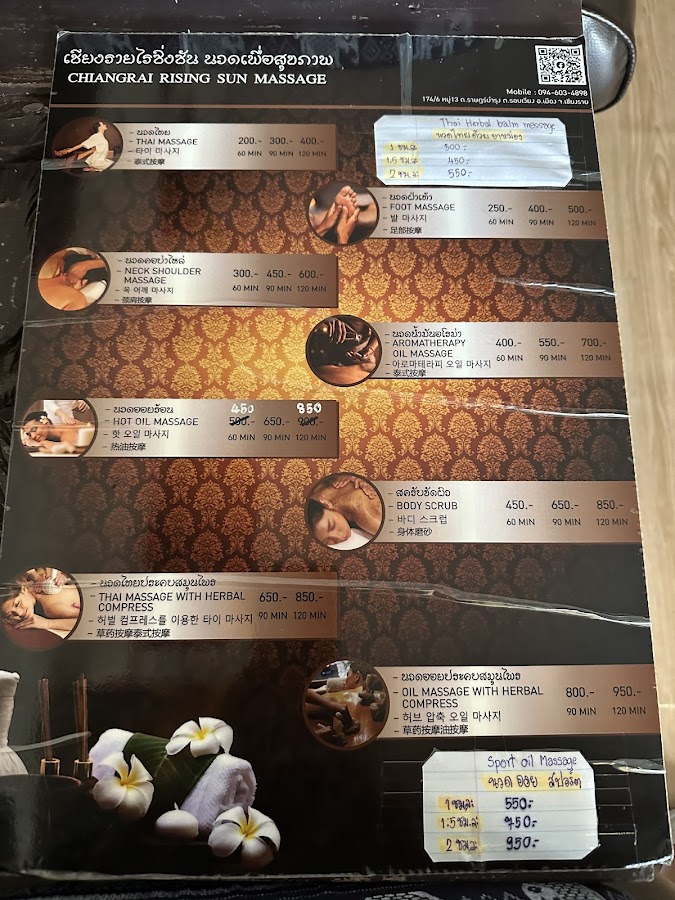 เชียงรายไรซิ่งซัน นวดเพื่อสุขภาพ
CHIANGRAI RISING SUN MASSAGE
Mobile : 094-603-4898
174/6 หมู่13 ถ.ราษฎร์บำรุง ต.รอบเวียง อ.เมือง จ.เชียงราย
- นวดไทย
- THAI MASSAGE 200.- 300.- 400.-
-타이 마사지 60 MIN 90 MIN 120 MIN
- 泰式按摩
Thai Herbal balm massage
นวดไทยด้วยยาหม่อง
1 ชม.ละ 300.-
1.5 ชม.ละ 450.-
2 ชม.ละ 550.-
- นวดฝ่าเท้า
- FOOT MASSAGE 250.- 400.- 500.-
- 발 마사지 60 MIN 90 MIN 120 MIN
- 足部按摩
- นวดคอบ่าไหล่
- NECK SHOULDER MASSAGE 300.- 450.- 600.-
- 목 어깨 마사지 60 MIN 90 MIN 120 MIN
- 颈肩按摩
- นวดน้ำมันอโรม่า
- AROMATHERAPY OIL MASSAGE 400.- 550.- 700.-
- 아로마테라피 오일 마사지 60 MIN 90 MIN 120 MIN
- 泰式按摩
- นวดออยร้อน 450 850
- HOT OIL MASSAGE 500.- 650.- 900.-
- 핫 오일 마사지 60 MIN 90 MIN 120 MIN
- 热油按摩
- สครับขัดผิว
- BODY SCRUB 450.- 650.- 850.-
- 바디 스크럽 60 MIN 90 MIN 120 MIN
- 身体磨砂
- นวดไทยประคบสมุนไพร
- THAI MASSAGE WITH HERBAL COMPRESS 650.- 850.-
- 허벌 컴프레스를 이용한 타이 마사지 90 MIN 120 MIN
- 草药按摩泰式按摩
- นวดออยประคบสมุนไพร
- OIL MASSAGE WITH HERBAL COMPRESS 800.- 950.-
- 허브 압축 오일 마사지 90 MIN 120 MIN
- 草药按摩油按摩
Sport oil Massage
นวด ออย สปอร์ต
1 ชม.ละ 550.-
1.5 ชม.ละ 750.-
2 ชม.ละ 950.-